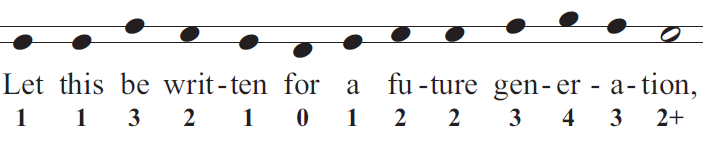 Let this be writ-ten for a fu-ture gen-er-a-tion,
1 1 3 2 1 0 1 2 2 3 4 3 2+